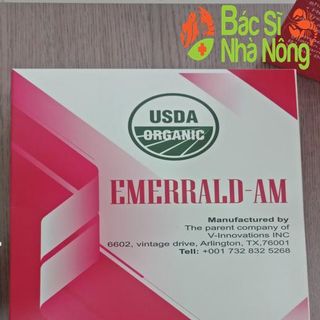 Bác Sĩ
Nhà Nông
USDA
ORGANIC
EMERRALD-AM
Manufactured by
The parent company of
V-Innovations INC
6602, vintage drive, Arlington, TX,76001
Tell: +001 732 832 5268